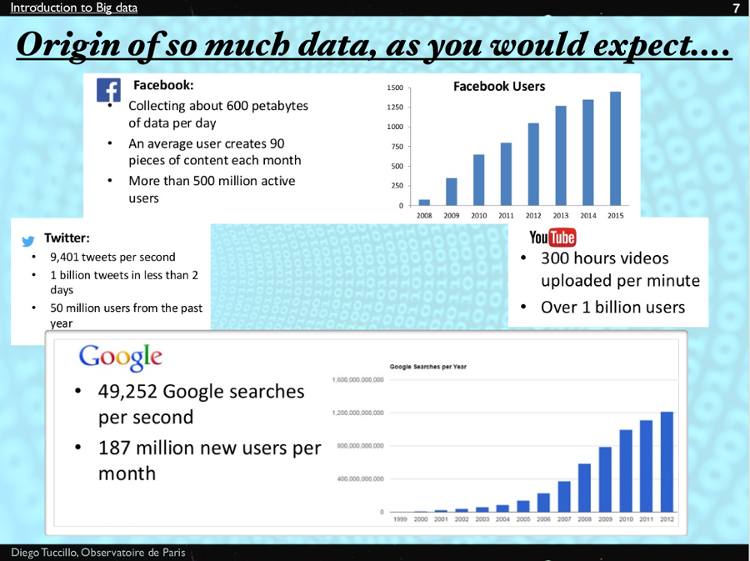 Introduction to Big data
7
Origin of so much data, as you would expect....
Facebook:
• Collecting about 600 petabytes
of data per day
• An average user creates 90
pieces of content each month
• More than 500 million active
users
Facebook Users
1500
1250
1000
750
500
250
0
2008 2009 2010 2011 2012 2013 2014 2015
Twitter:
• 9,401 tweets per second
• 1 billion tweets in less than 2
days
• 50 million users from the past
year
YouTube
• 300 hours videos
uploaded per minute
• Over 1 billion users
Google
• 49,252 Google searches
per second
• 187 million new users per
month
Google Searches per Year
1,600,000,000,000
1,200,000,000,000
800,000,000,000
400,000,000,000
0
1999 2000 2001 2002 2003 2004 2005 2006 2007 2008 2009 2010 2011 2012
Diego Tuccillo, Observatoire de Paris